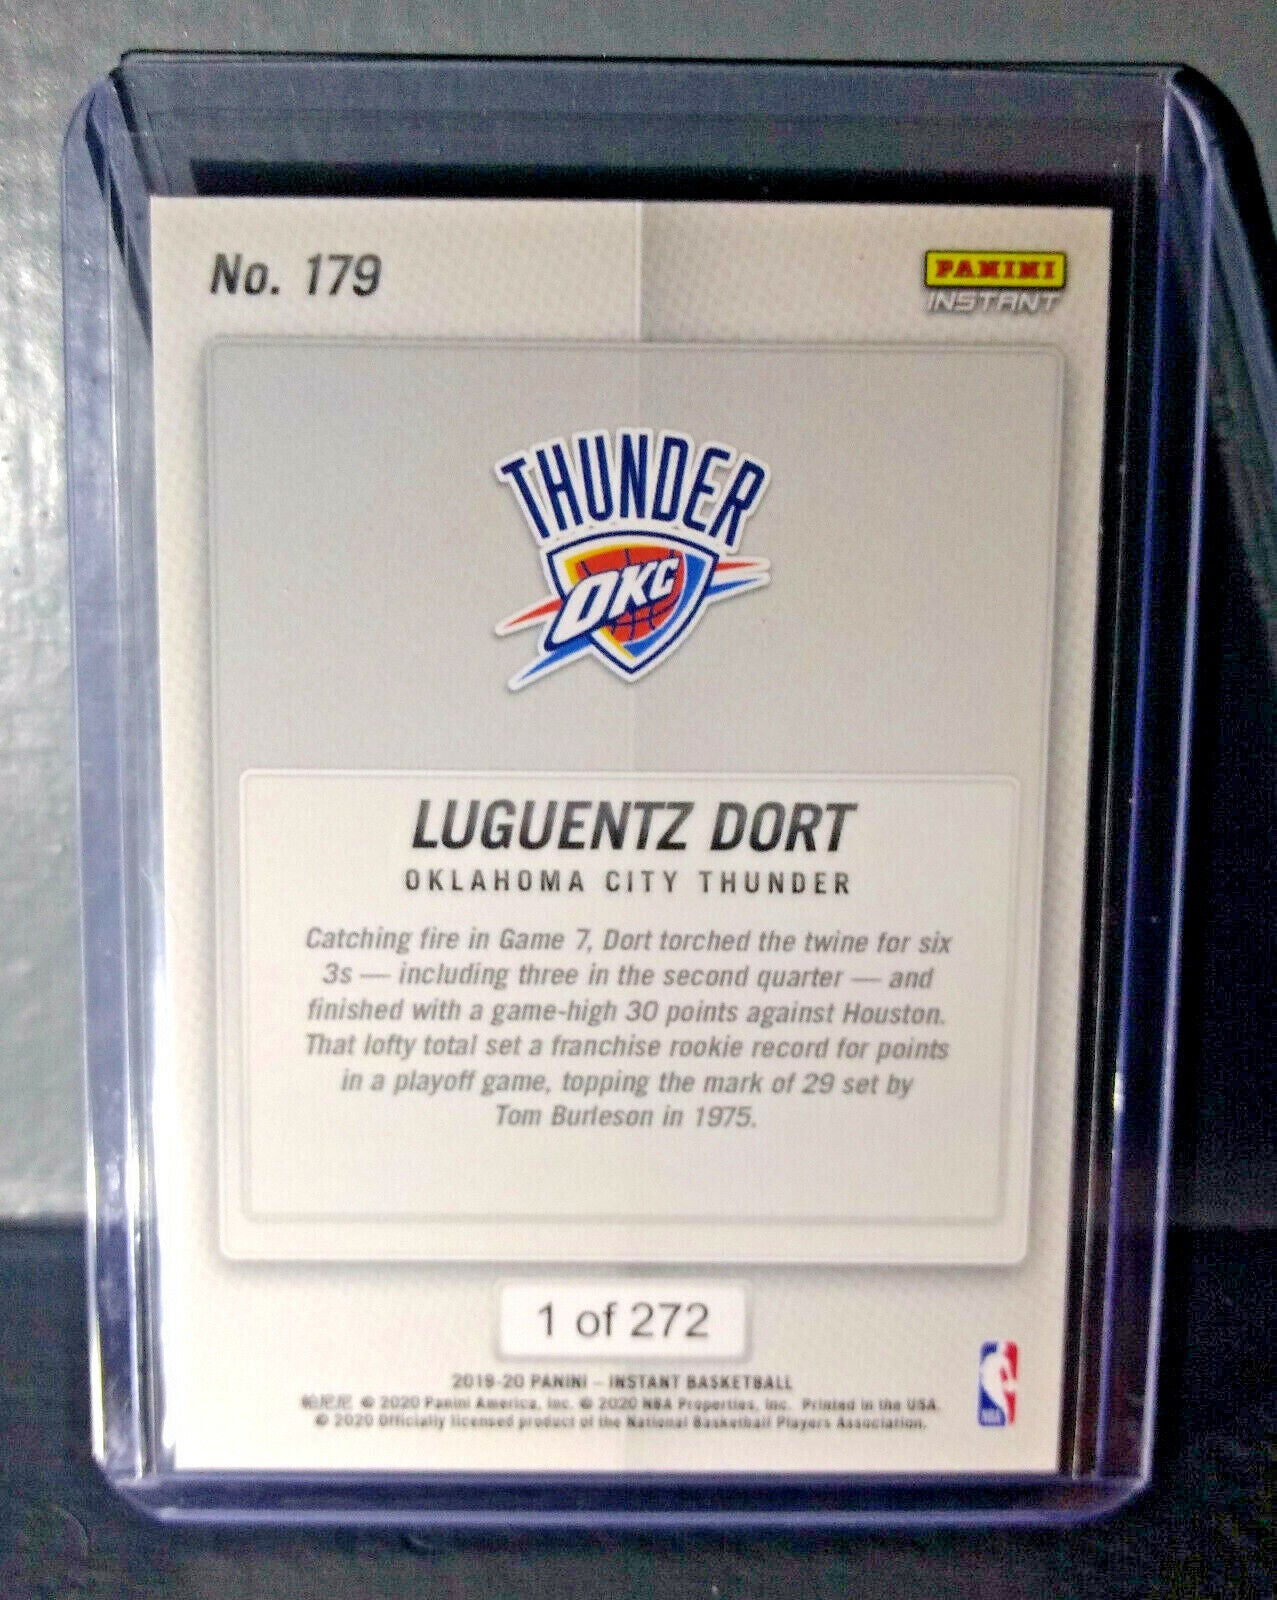 No. 179
PANINI
INSTANT
THUNDER
OKC
LUGUENTZ DORT
OKLAHOMA CITY THUNDER
Catching fire in Game 7, Dort torched the twine for six
3s — including three in the second quarter — and
finished with a game-high 30 points against Houston.
That lofty total set a franchise rookie record for points
in a playoff game, topping the mark of 29 set by
Tom Burleson in 1975.
1 of 272
2019-20 PANINI – INSTANT BASKETBALL
帕尼尼 © 2020 Panini America, Inc. © 2020 NBA Properties, Inc. Printed in the USA.
© 2020 Officially licensed product of the National Basketball Players Association.
NBA